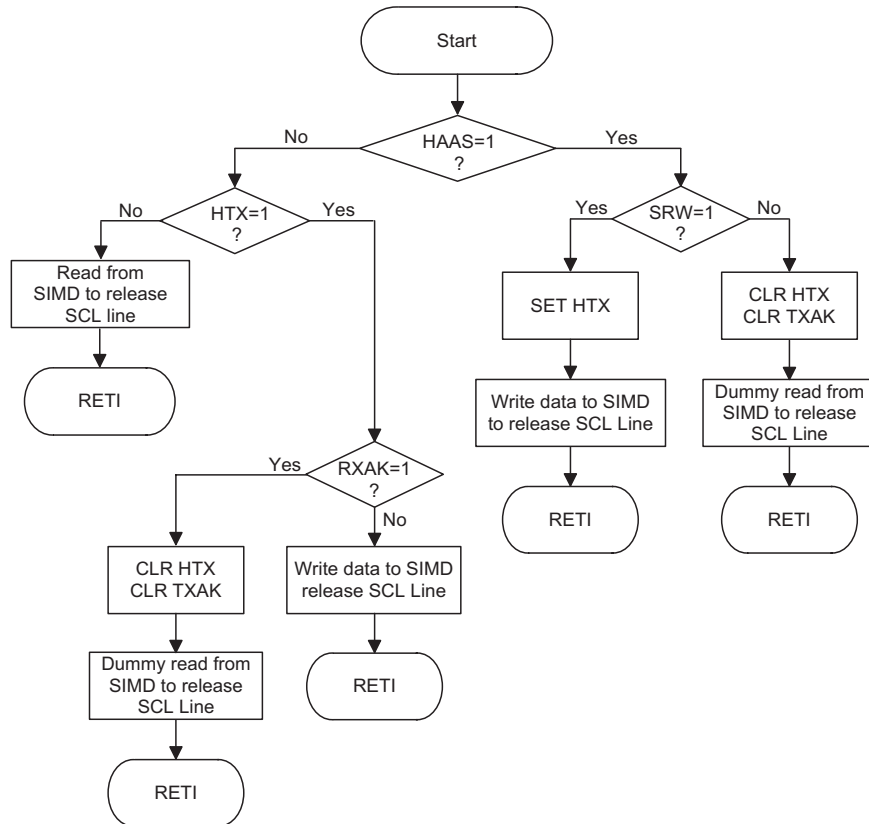 Start
No
HAAS=1
?
Yes
No
HTX=1
?
Yes
Yes
SRW=1
?
No
Read from
SIMD to release
SCL line
SET HTX
CLR HTX
CLR TXAK
RETI
Write data to SIMD
to release SCL Line
Dummy read from
SIMD to release
SCL Line
Yes
RXAK=1
?
No
RETI
RETI
CLR HTX
CLR TXAK
Write data to SIMD
release SCL Line
Dummy read from
SIMD to release
SCL Line
RETI
RETI